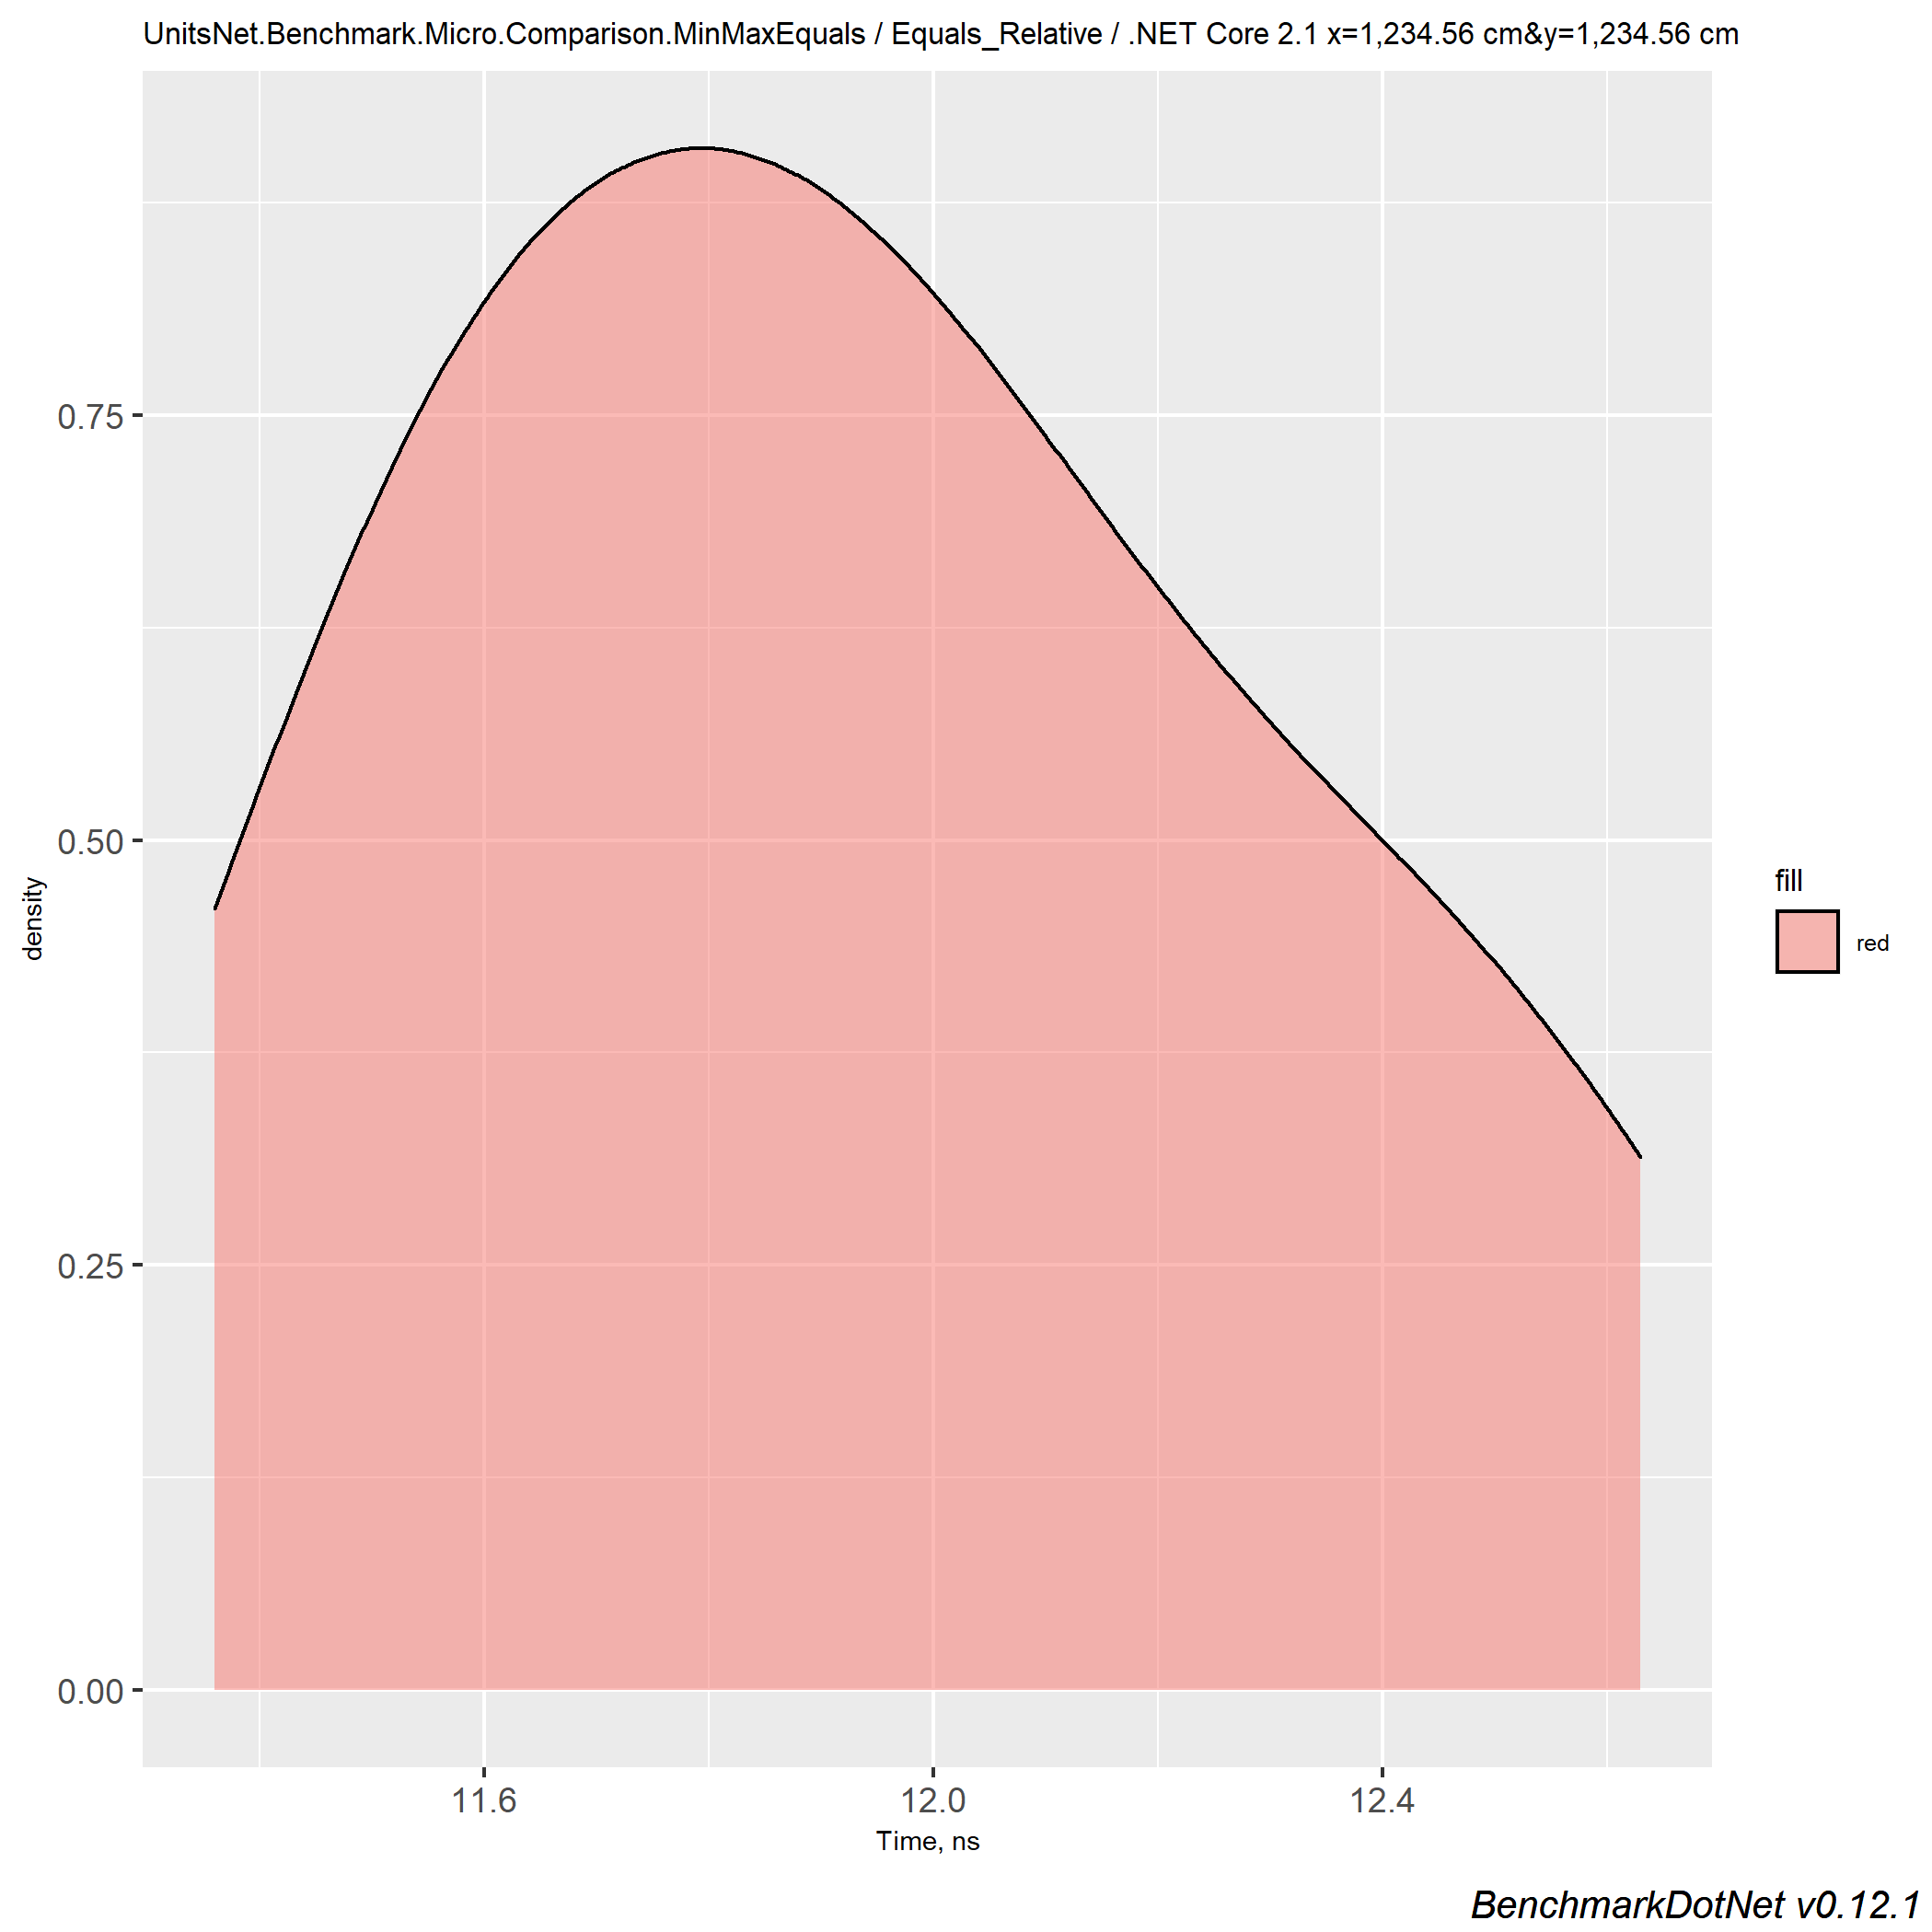 UnitsNet.Benchmark.Micro.Comparison.MinMaxEquals / Equals_Relative / .NET Core 2.1 x=1,234.56 cm&y=1,234.56 cm
0.75
0.50
0.25
0.00
density
11.6
12.0
12.4
Time, ns
fill
red
BenchmarkDotNet v0.12.1